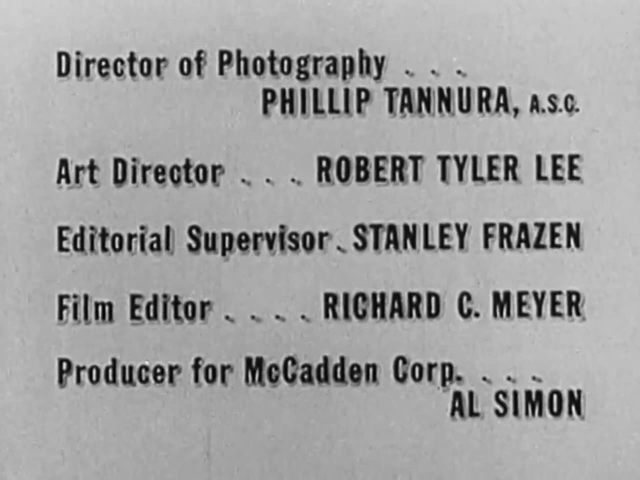 Director of Photography . . .
PHILLIP TANNURA, A.S.C.
Art Director . . . ROBERT TYLER LEE
Editorial Supervisor . STANLEY FRAZEN
Film Editor . . . . RICHARD C. MEYER
Producer for McCadden Corp. . . .
AL SIMON